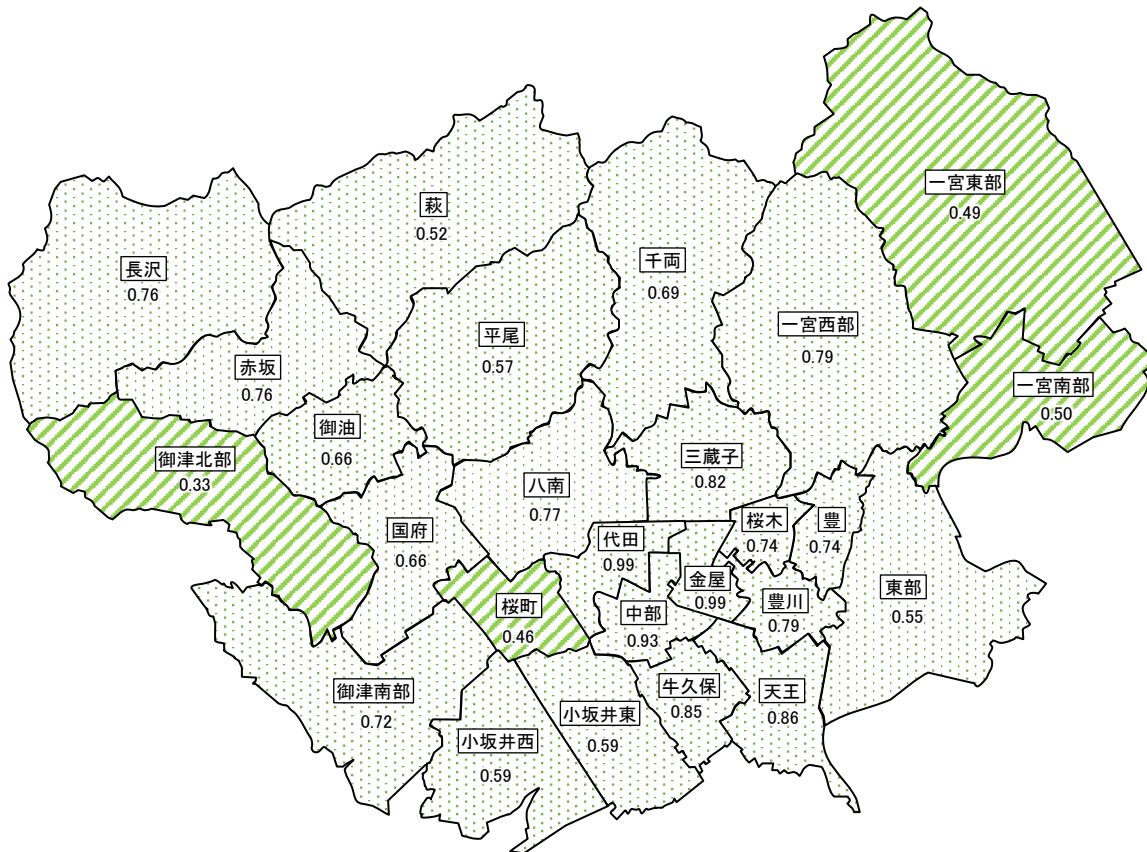 一宮東部
0.49
萩
0.52
千両
0.69
長沢
0.76
一宮西部
0.79
平尾
0.57
赤坂
0.76
一宮南部
0.50
御油
0.66
御津北部
0.33
三蔵子
0.82
八南
0.77
国府
0.66
代田
0.99
桜木
0.74
豊
0.74
金屋
0.99
東部
0.55
桜町
0.46
中部
0.93
豊川
0.79
御津南部
0.72
牛久保
0.85
天王
0.86
小坂井東
0.59
小坂井西
0.59